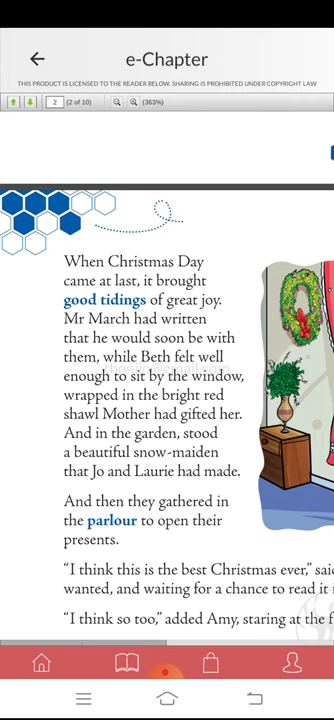 e-Chapter
THIS PRODUCT IS LICENSED TO THE READER BELOW. SHARING IS PROHIBITED UNDER COPYRIGHT LAW
2 (2 of 10) (363%)
When Christmas Day
came at last, it brought
good tidings of great joy.
Mr March had written
that he would soon be with
them, while Beth felt well
enough to sit by the window,
wrapped in the bright red
shawl Mother had gifted her.
And in the garden, stood
a beautiful snow-maiden
that Jo and Laurie had made.
And then they gathered in
the parlour to open their
presents.
“I think this is the best Christmas ever,” said
wanted, and waiting for a chance to read it
“I think so too,” added Amy, staring at the